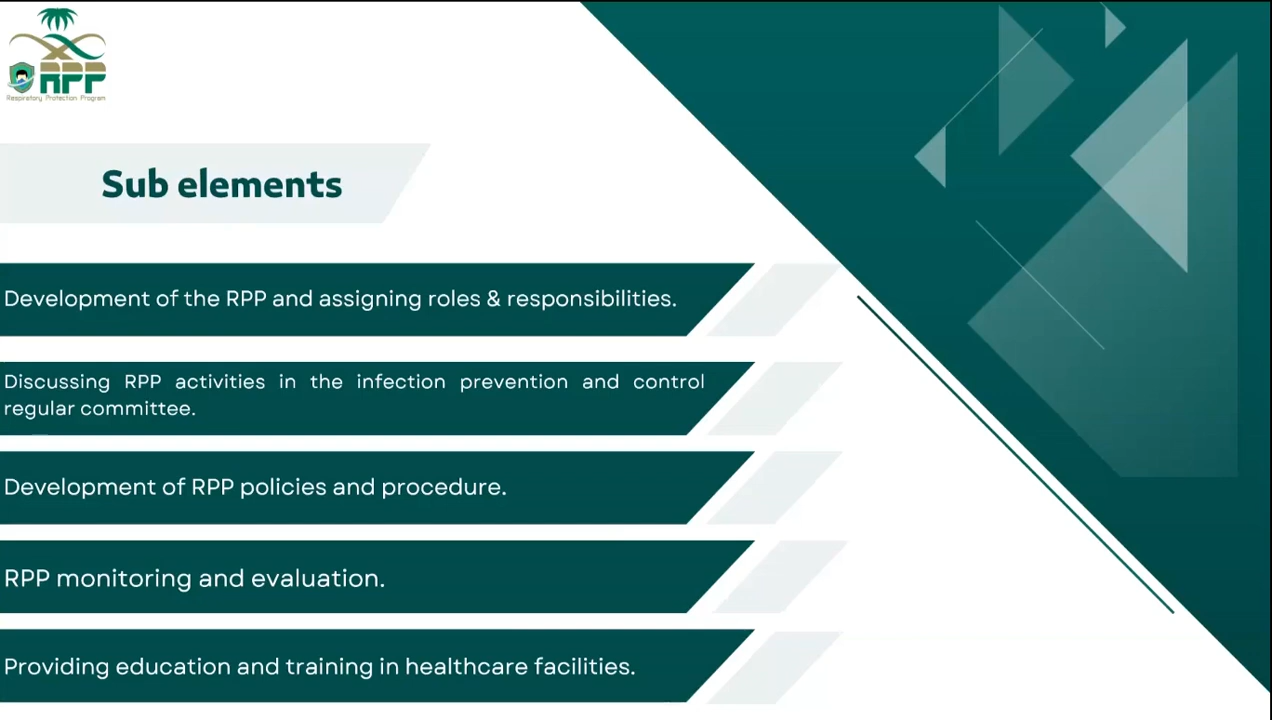 RPP
Respiratory Protection Program
Sub elements
Development of the RPP and assigning roles & responsibilities.
Discussing RPP activities in the infection prevention and control
regular committee.
Development of RPP policies and procedure.
RPP monitoring and evaluation.
Providing education and training in healthcare facilities.